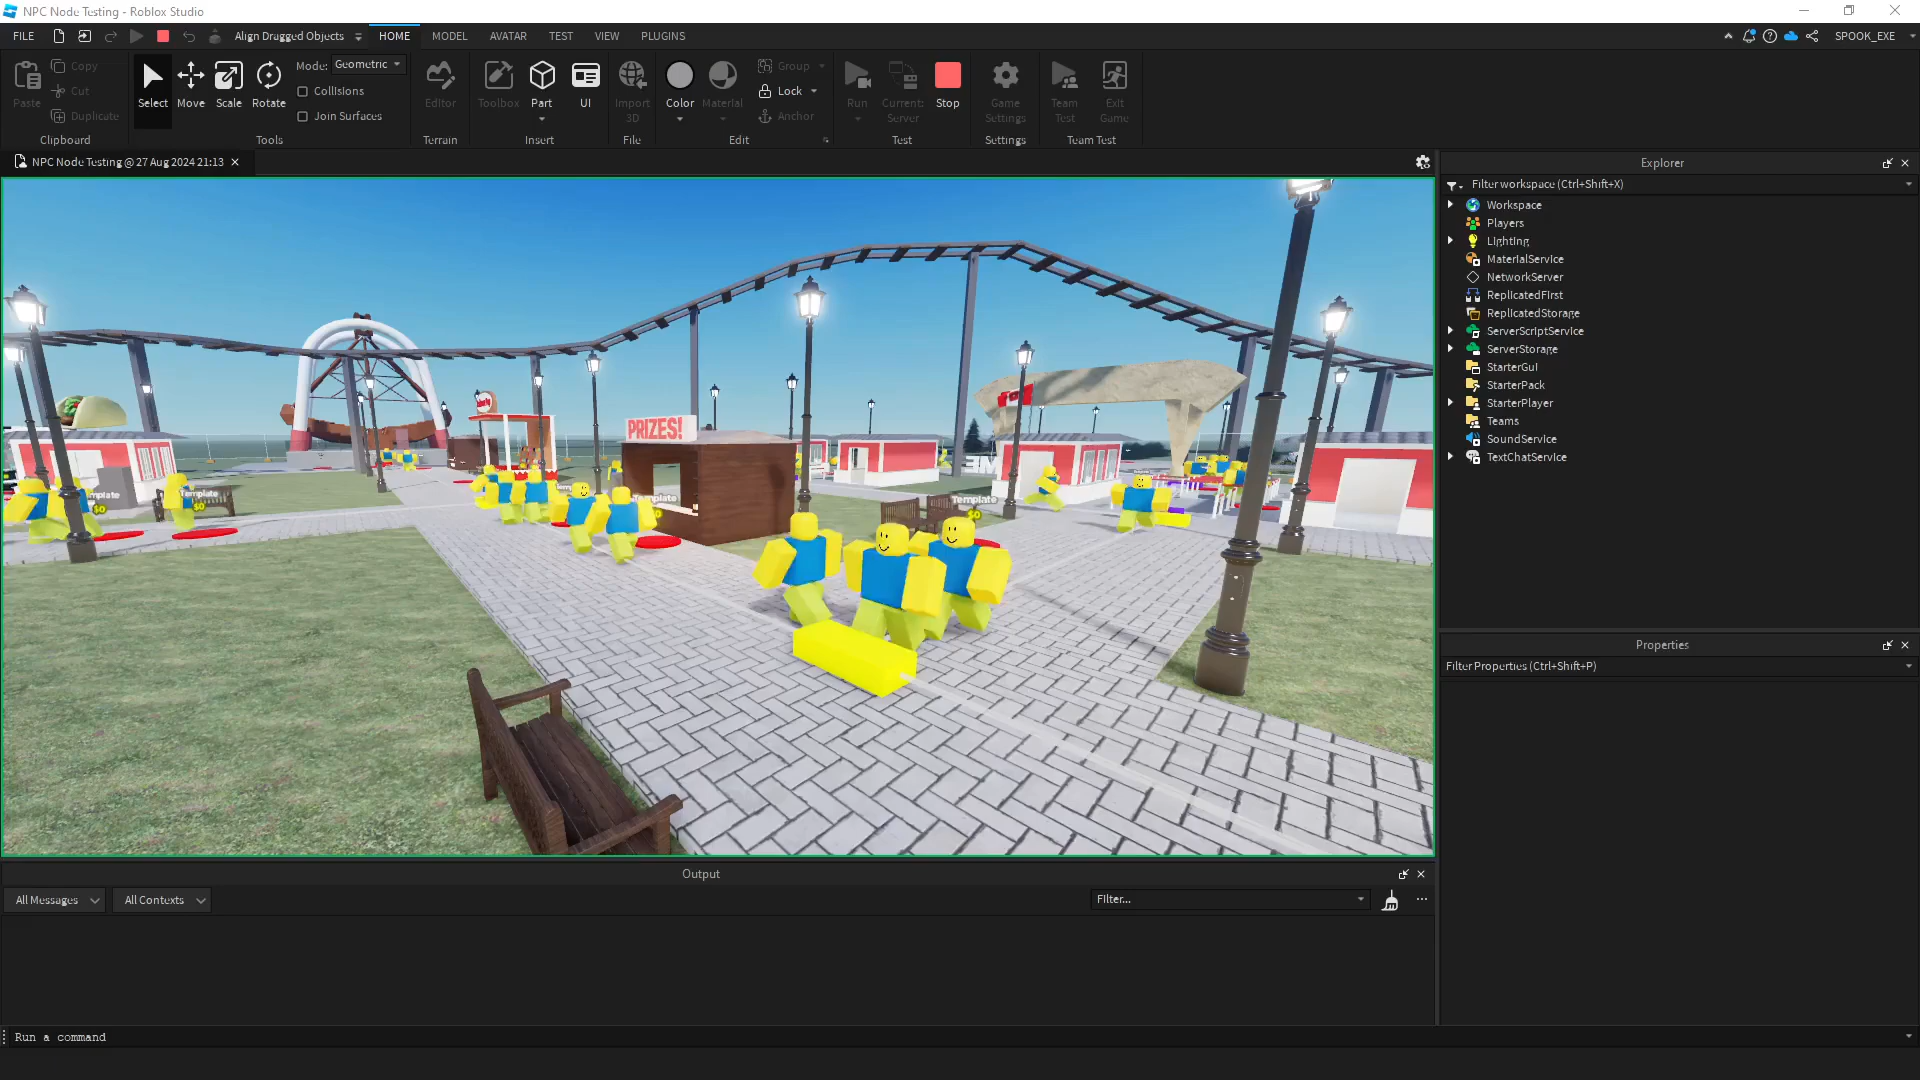 NPC Node Testing - Roblox Studio
FILE
Align Dragged Objects
HOME
MODEL
AVATAR
TEST
VIEW
PLUGINS
SPOOK_EXE
Paste
Copy
Cut
Duplicate
Clipboard
Select
Move
Scale
Rotate
Mode: Geometric
Collisions
Join Surfaces
Tools
Editor
Terrain
Toolbox
Part
UI
Insert
Import 3D
File
Color
Material
Group
Lock
Anchor
Edit
Run
Current: Server
Stop
Test
Game Settings
Settings
Team Test
Exit Game
Team Test
NPC Node Testing @ 27 Aug 2024 21:13
PRIZES!
Template
$0
Template
$0
Template
Template
$0
Explorer
Filter workspace (Ctrl+Shift+X)
Workspace
Players
Lighting
MaterialService
NetworkServer
ReplicatedFirst
ReplicatedStorage
ServerScriptService
ServerStorage
StarterGui
StarterPack
StarterPlayer
Teams
SoundService
TextChatService
Properties
Filter Properties (Ctrl+Shift+P)
Output
All Messages
All Contexts
Filter...
Run a command